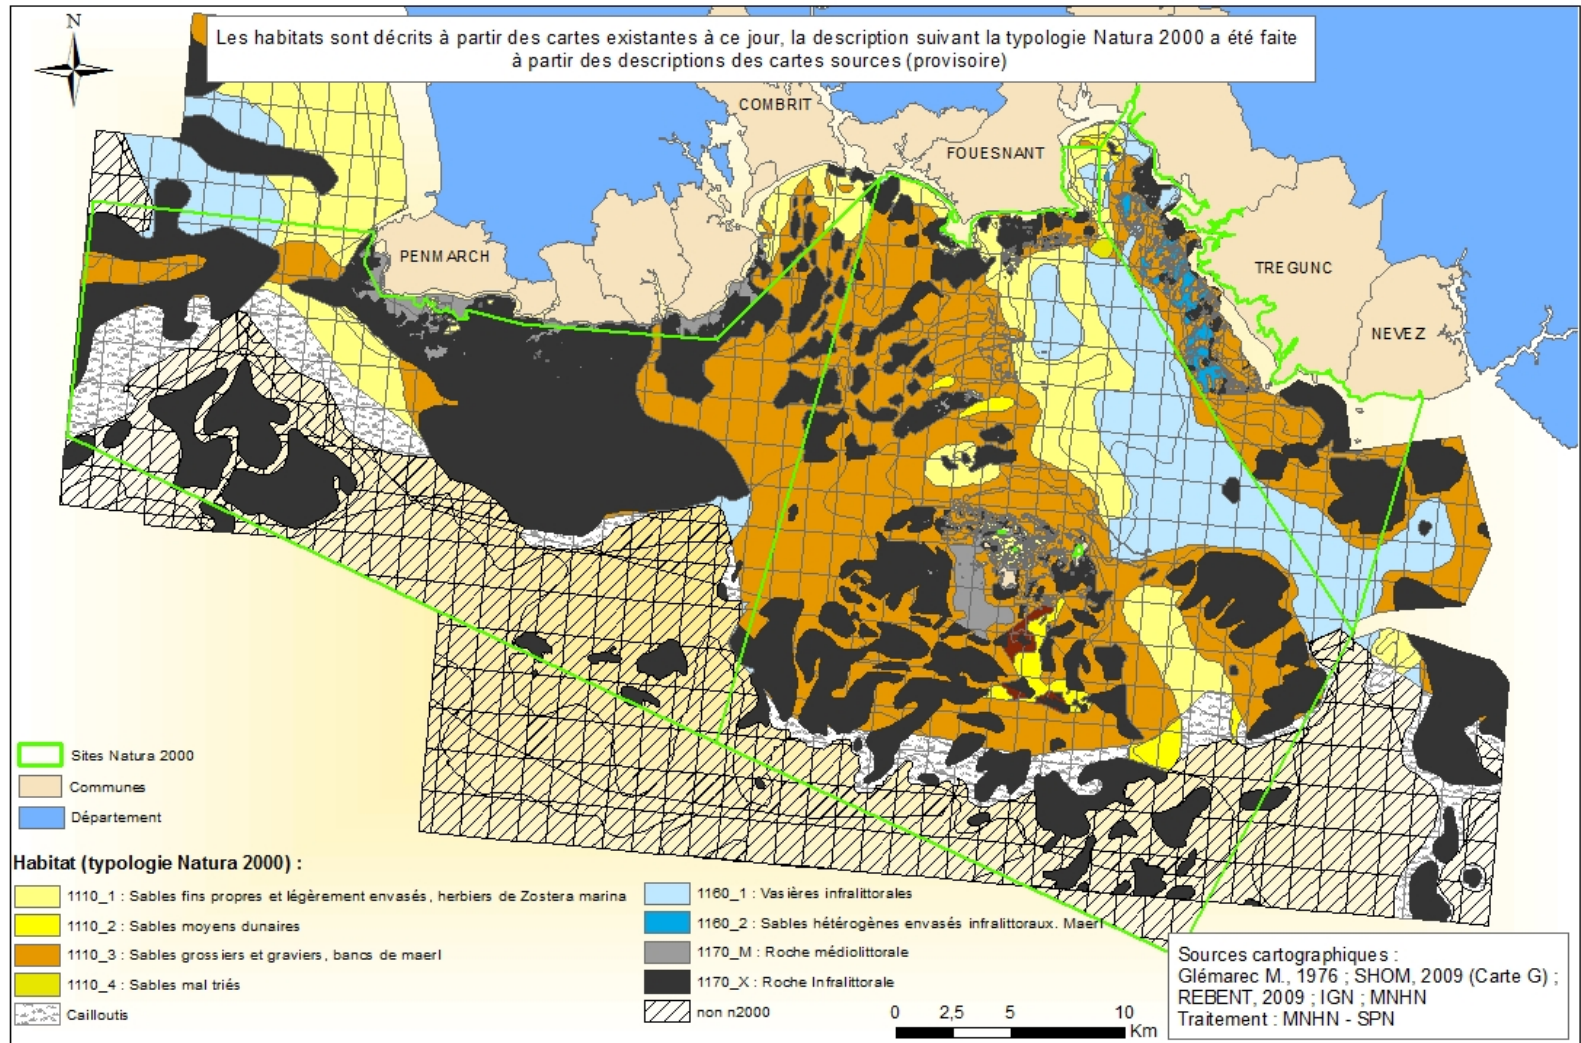 N
Les habitats sont décrits à partir des cartes existantes à ce jour, la description suivant la typologie Natura 2000 a été faite
à partir des descriptions des cartes sources (provisoire)
COMBRIT
FOUESNANT
PENMARCH
TREGUNC
NEVEZ
Sites Natura 2000
Communes
Département
Habitat (typologie Natura 2000) :
1110_1 : Sables fins propres et légèrement envasés, herbiers de Zostera marina
1110_2 : Sables moyens dunaires
1110_3 : Sables grossiers et graviers, bancs de maerl
1110_4 : Sables mal triés
Cailloutis
1160_1 : Vasières infralittorales
1160_2 : Sables hétérogènes envasés infralittoraux. Maerl
1170_M : Roche médiolittorale
1170_X : Roche Infralittorale
non n2000
0 2,5 5 10
Km
Sources cartographiques :
Glémarec M., 1976 ; SHOM, 2009 (Carte G) ;
REBENT, 2009 ; IGN ; MNHN
Traitement : MNHN - SPN